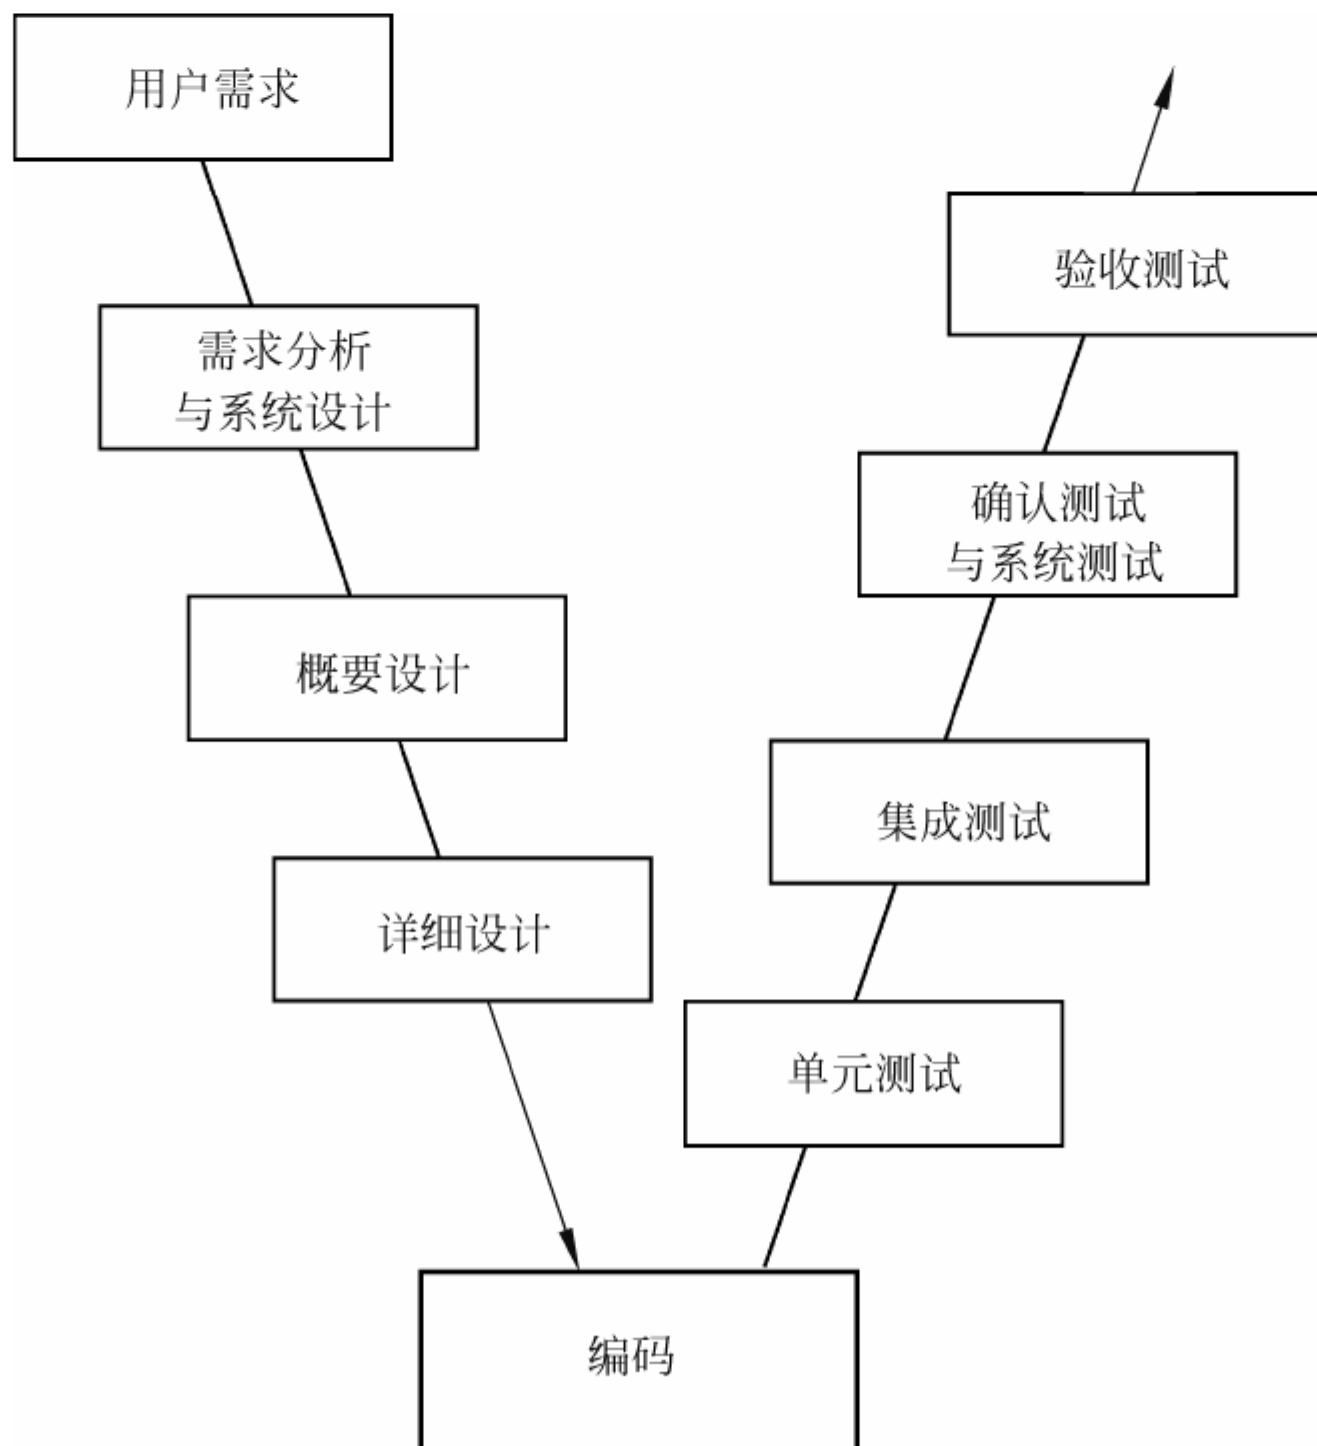 用户需求
需求分析
与系统设计
概要设计
详细设计
编码
单元测试
集成测试
确认测试
与系统测试
验收测试